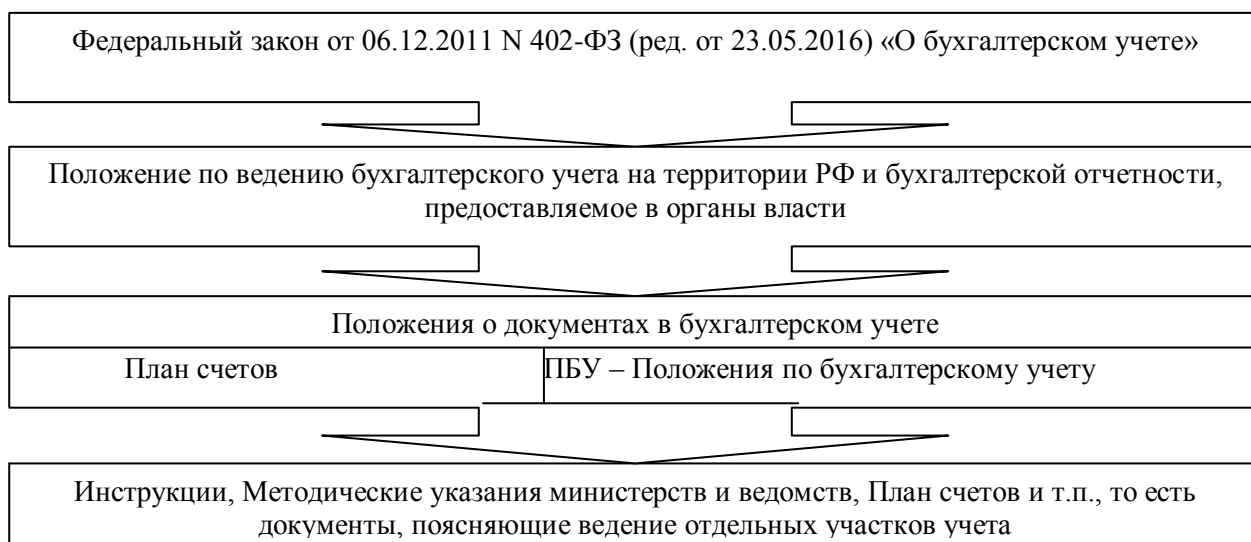 Федеральный закон от 06.12.2011 N 402-ФЗ (ред. от 23.05.2016) «О бухгалтерском учете»
Положение по ведению бухгалтерского учета на территории РФ и бухгалтерской отчетности,
предоставляемое в органы власти
Положения о документах в бухгалтерском учете
План счетов ПБУ – Положения по бухгалтерскому учету
Инструкции, Методические указания министерств и ведомств, План счетов и т.п., то есть
документы, поясняющие ведение отдельных участков учета